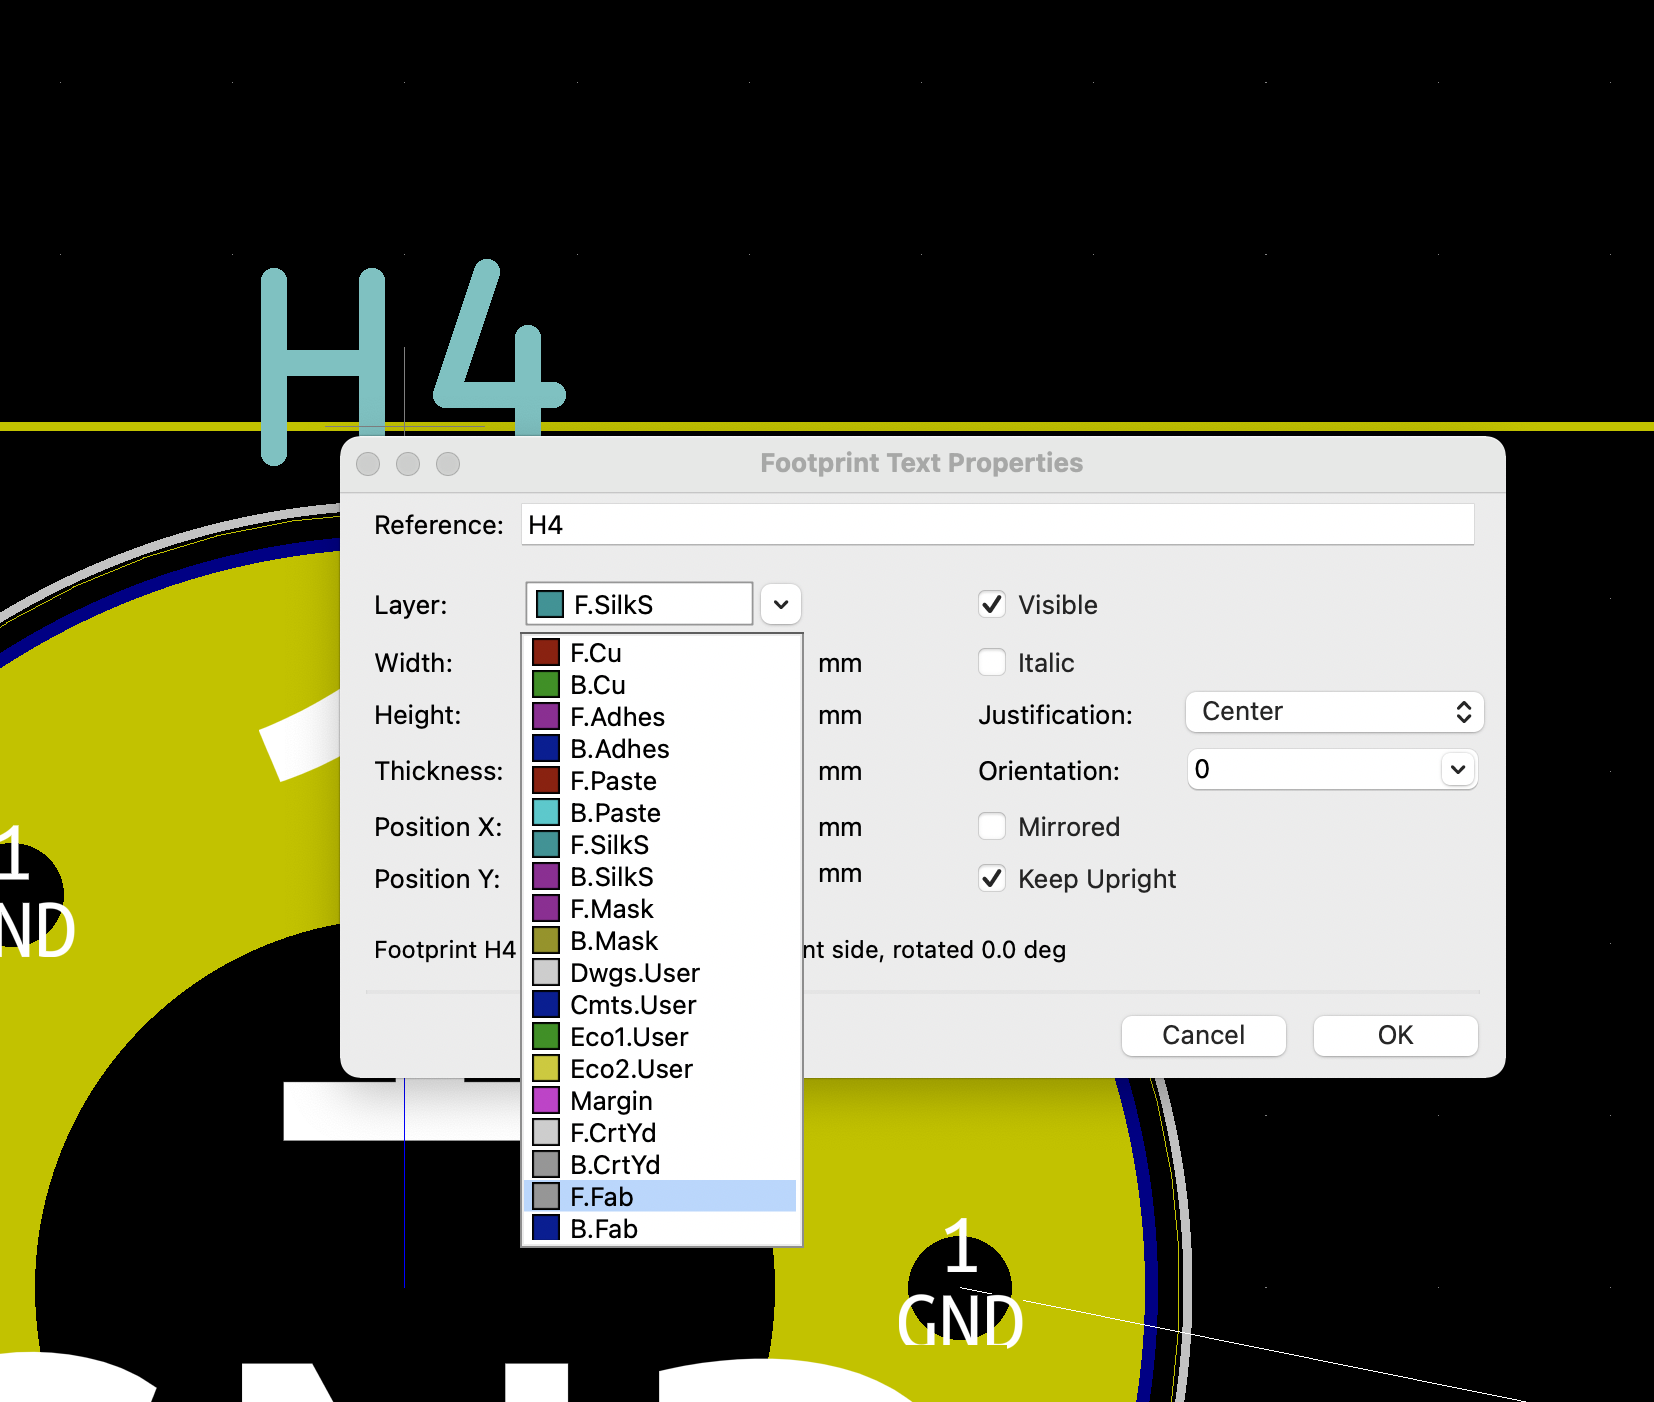 H4
Footprint Text Properties
Reference: H4
Layer: F.SilkS Visible
Width: mm Italic
Height: mm Justification: Center
Thickness: mm Orientation: 0
Position X: mm Mirrored
Position Y: mm Keep Upright
Footprint H4 nt side, rotated 0.0 deg
Cancel OK
F.Cu
B.Cu
F.Adhes
B.Adhes
F.Paste
B.Paste
F.SilkS
B.SilkS
F.Mask
B.Mask
Dwgs.User
Cmts.User
Eco1.User
Eco2.User
Margin
F.CrtYd
B.CrtYd
F.Fab
B.Fab
1
ND
1
GND